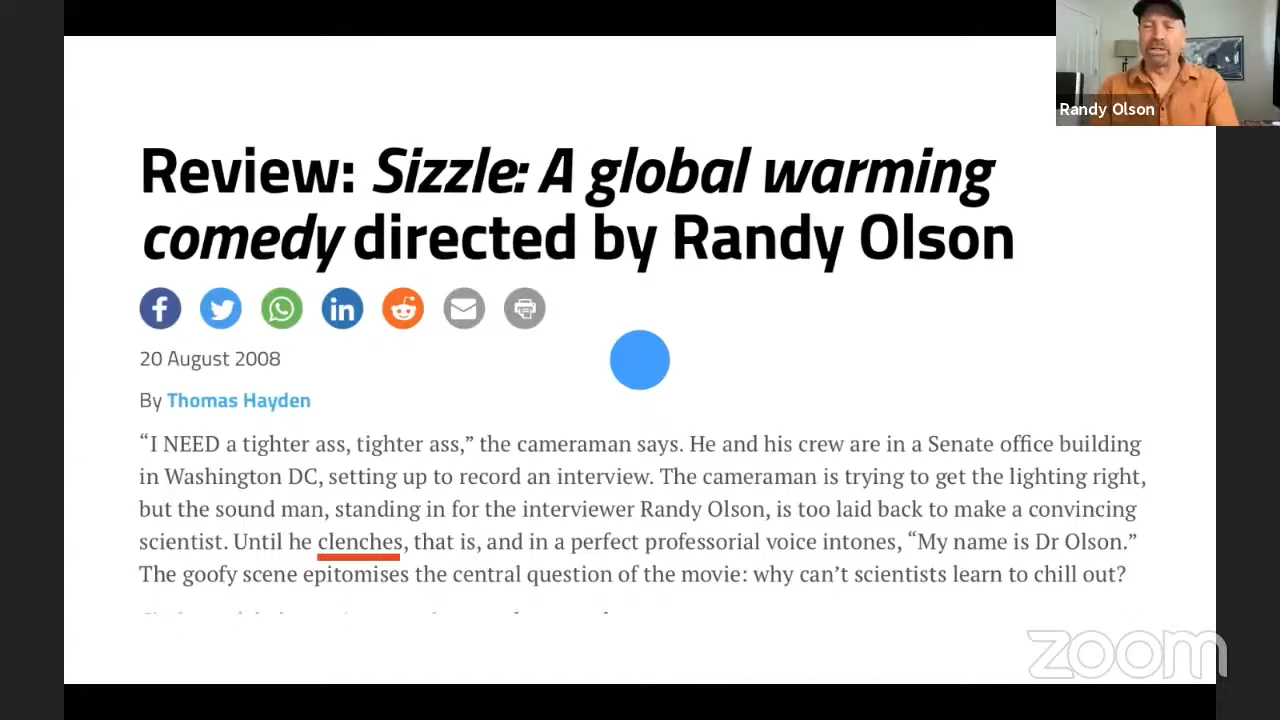 Randy Olson
Review: Sizzle: A global warming
comedy directed by Randy Olson
20 August 2008
By Thomas Hayden
“I NEED a tighter ass, tighter ass,” the cameraman says. He and his crew are in a Senate office building
in Washington DC, setting up to record an interview. The cameraman is trying to get the lighting right,
but the sound man, standing in for the interviewer Randy Olson, is too laid back to make a convincing
scientist. Until he clenches, that is, and in a perfect professorial voice intones, “My name is Dr Olson.”
The goofy scene epitomises the central question of the movie: why can’t scientists learn to chill out?
zoom